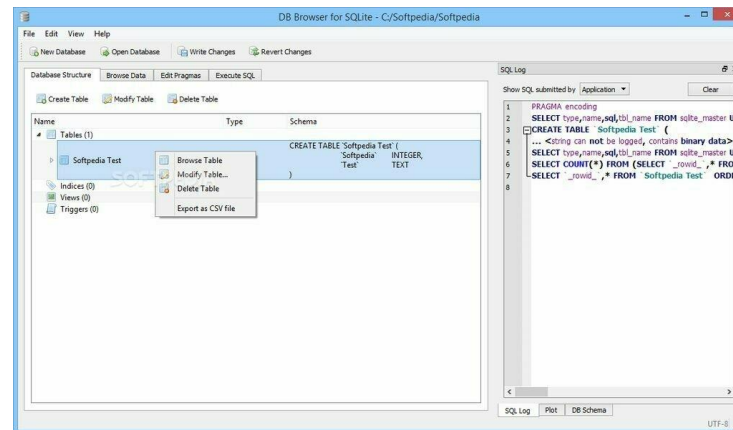 DB Browser for SQLite - C:/Softpedia/Softpedia
File Edit View Help
New Database Open Database Write Changes Revert Changes
Database Structure Browse Data Edit Pragmas Execute SQL
Create Table Modify Table Delete Table
Name Type Schema
Tables (1)
Softpedia Test
CREATE TABLE `Softpedia Test` (
`Softpedia` INTEGER,
`Test` TEXT
)
Indices (0)
Views (0)
Triggers (0)
Browse Table
Modify Table...
Delete Table
Export as CSV file
SQL Log
Show SQL submitted by Application Clear
1 PRAGMA encoding
2 SELECT type,name,sql,tbl_name FROM sqlite_master U
3 CREATE TABLE `Softpedia Test` (
4 ... <string can not be logged, contains binary data>
5 SELECT type,name,sql,tbl_name FROM sqlite_master U
6 SELECT COUNT(*) FROM (SELECT `_rowid_`,* FRO
7 SELECT `_rowid_`,* FROM `Softpedia Test` ORD
8
SQL Log Plot DB Schema
UTF-8